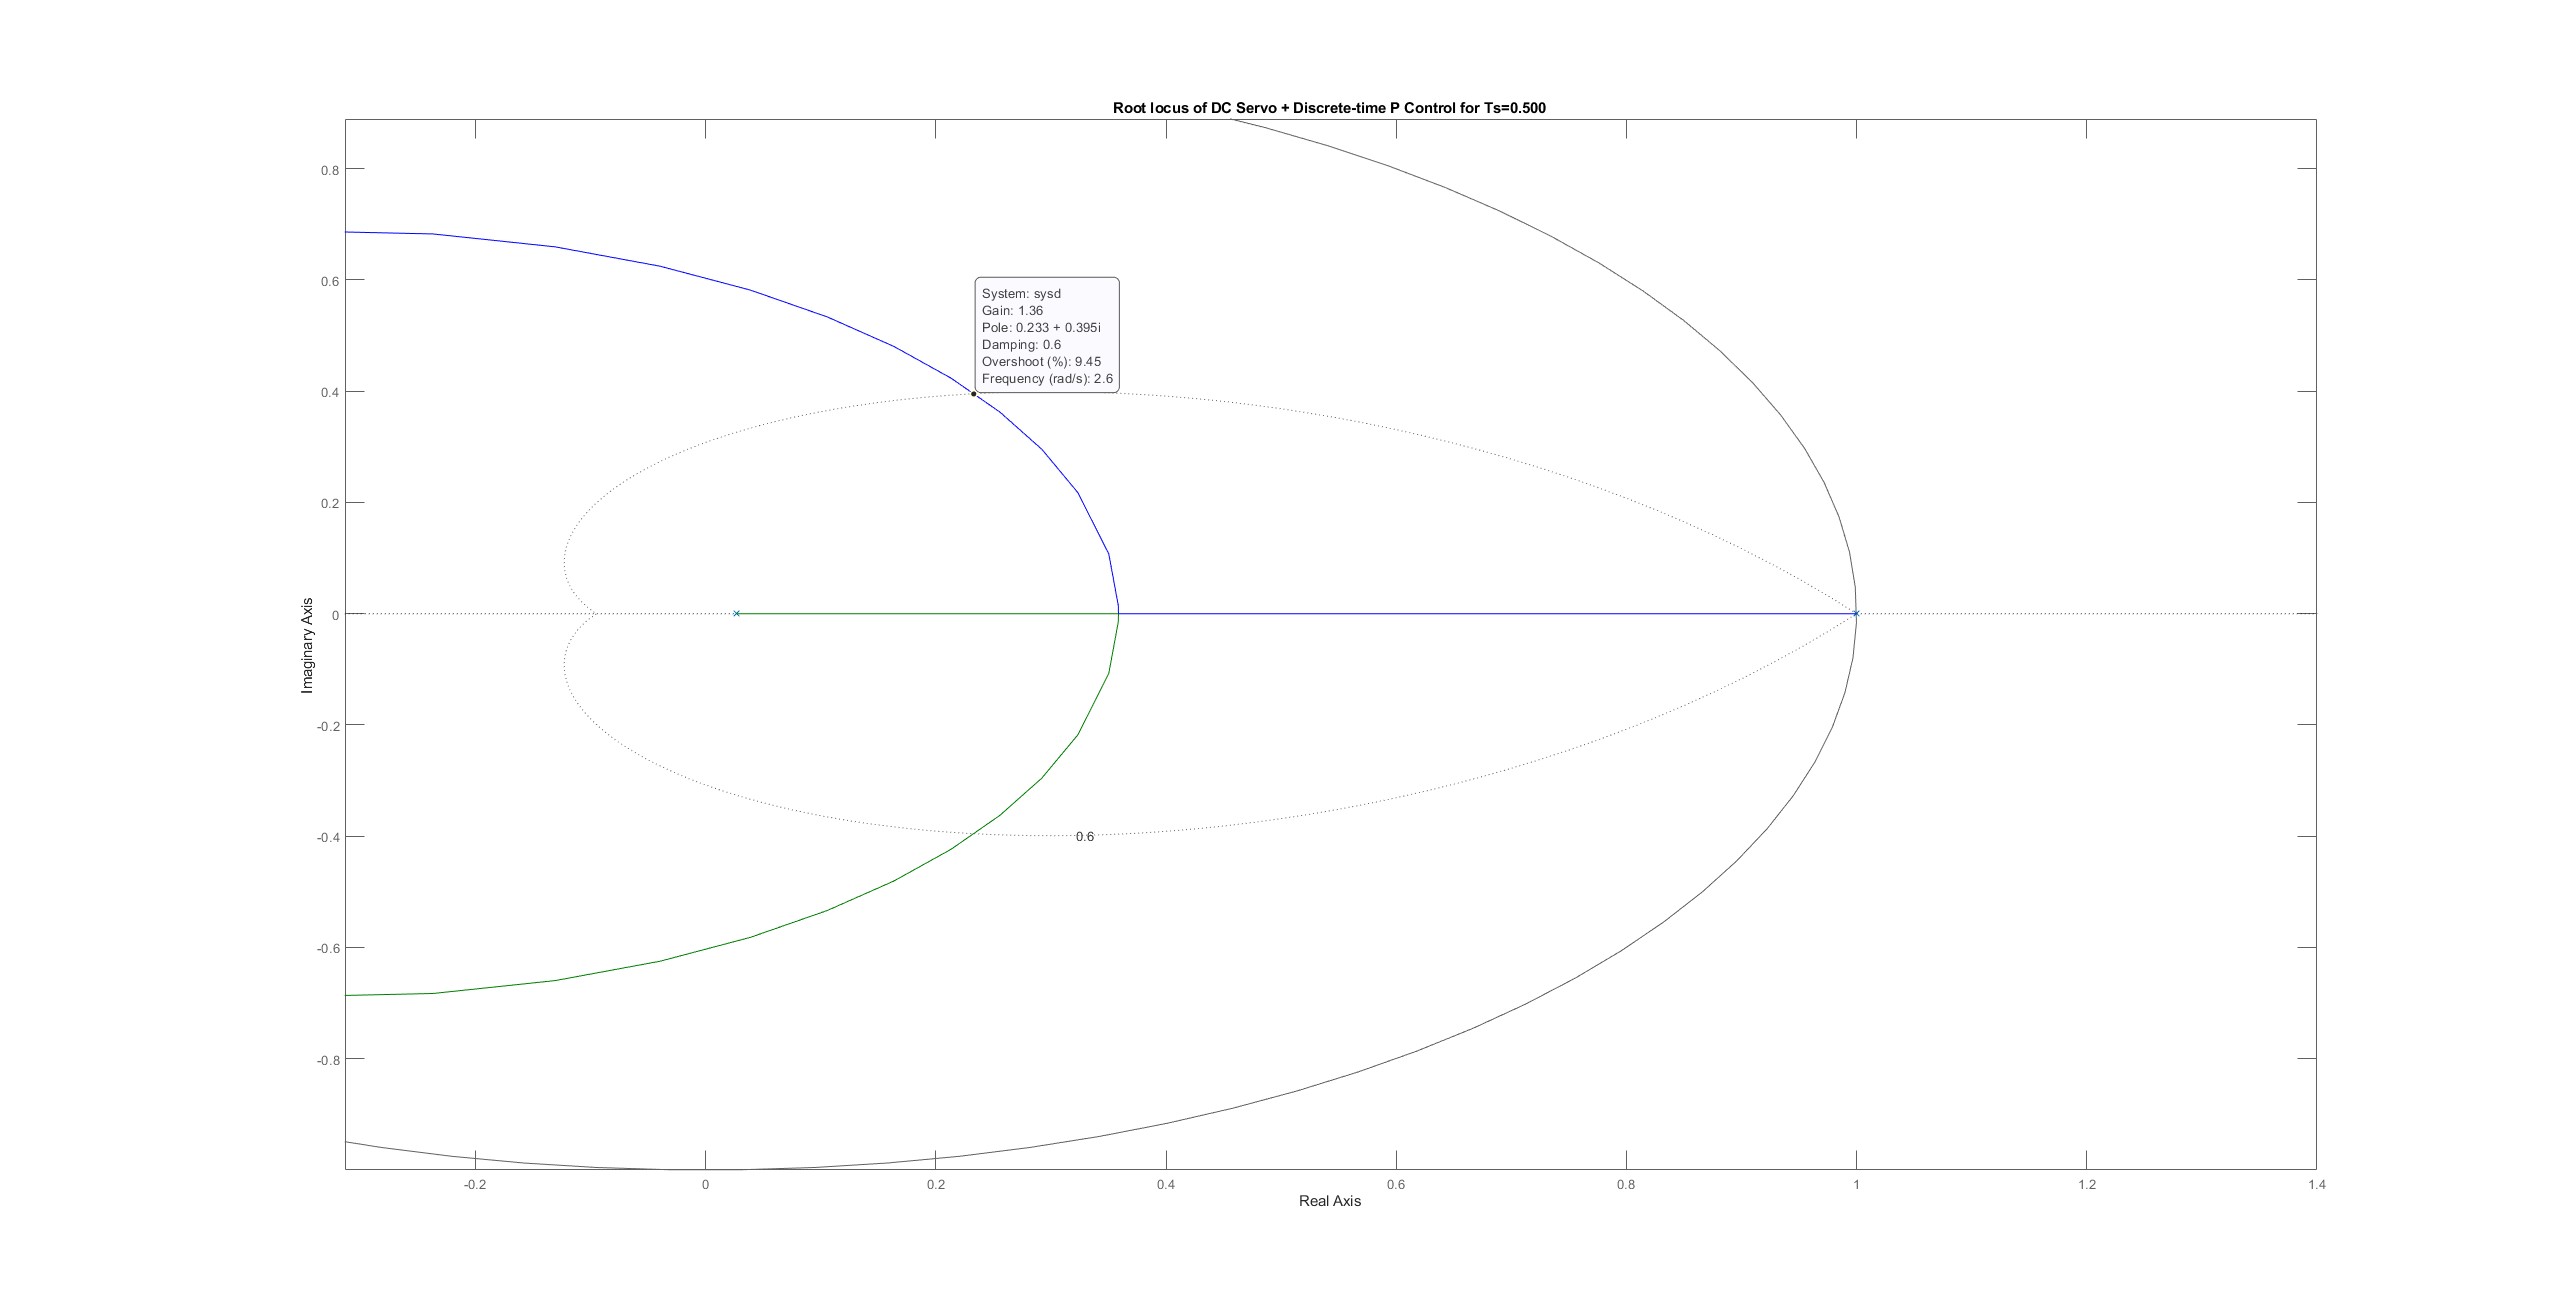 Root locus of DC Servo + Discrete-time P Control for Ts=0.500
0.8
0.6
0.4
0.2
0
-0.2
-0.4
-0.6
-0.8
Imaginary Axis
System: sysd
Gain: 1.36
Pole: 0.233 + 0.395i
Damping: 0.6
Overshoot (%): 9.45
Frequency (rad/s): 2.6
0.6
-0.2
0
0.2
0.4
0.6
0.8
1
1.2
1.4
Real Axis